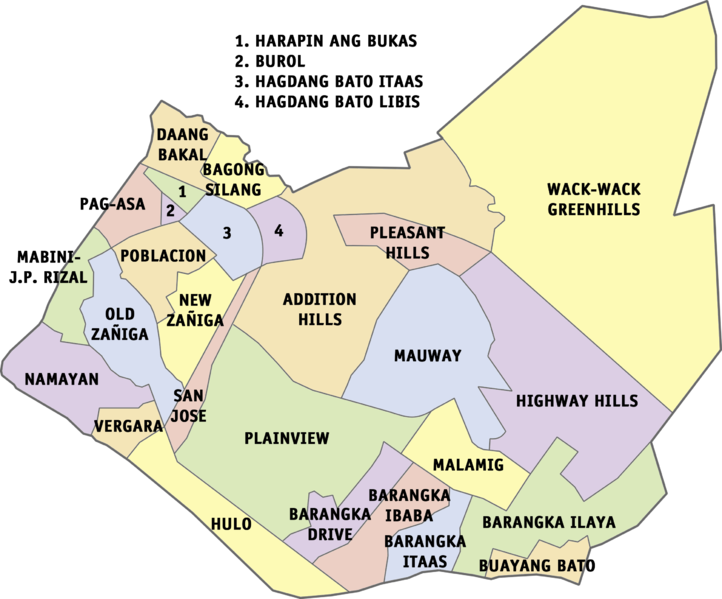 1. HARAPIN ANG BUKAS
2. BUROL
3. HAGDANG BATO ITAAS
4. HAGDANG BATO LIBIS
DAANG
BAKAL
BAGONG
SILANG
1
2
PAG-ASA
3
4
WACK-WACK
GREENHILLS
PLEASANT
HILLS
MABINI-
J.P. RIZAL
POBLACION
OLD
ZAÑIGA
NEW
ZAÑIGA
ADDITION
HILLS
MAUWAY
NAMAYAN
SAN
JOSE
HIGHWAY HILLS
VERGARA
PLAINVIEW
MALAMIG
HULO
BARANGKA
DRIVE
BARANGKA
IBABA
BARANGKA
ITAAS
BARANGKA ILAYA
BUAYANG BATO